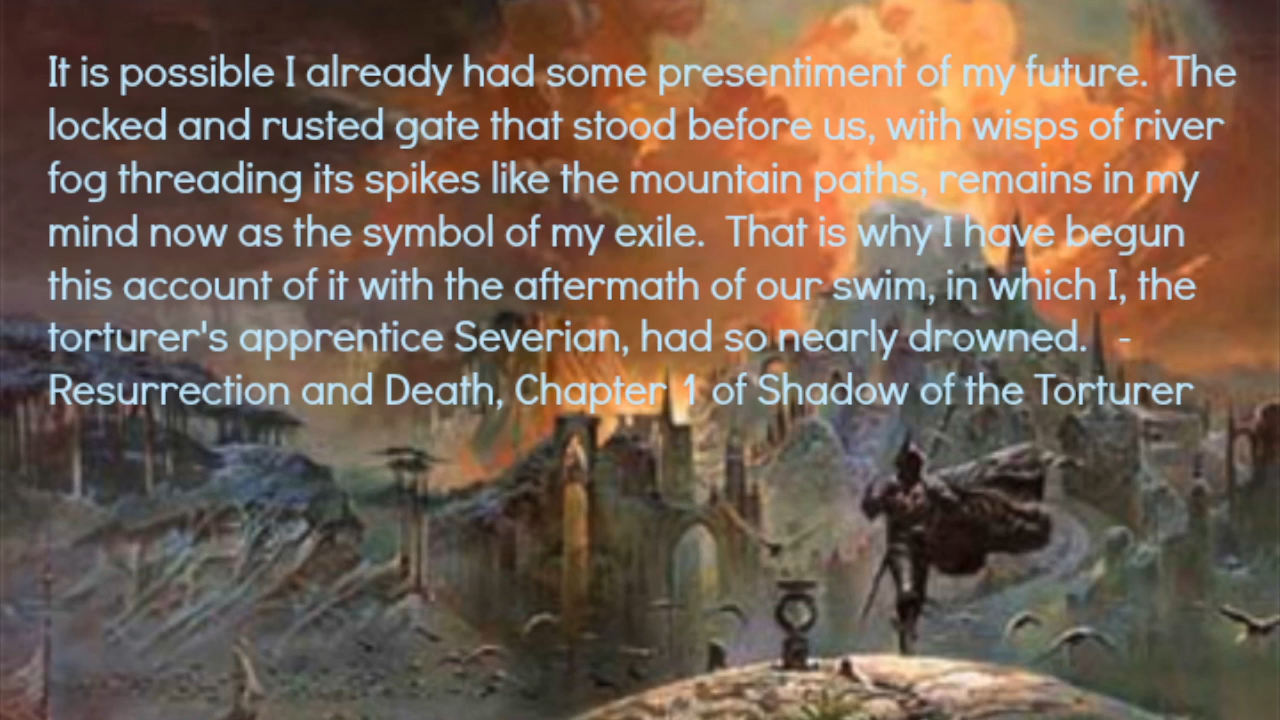 It is possible I already had some presentiment of my future.  The
locked and rusted gate that stood before us, with wisps of river
fog threading its spikes like the mountain paths, remains in my
mind now as the symbol of my exile.  That is why I have begun
this account of it with the aftermath of our swim, in which I, the
torturer's apprentice Severian, had so nearly drowned.   -
Resurrection and Death, Chapter 1 of Shadow of the Torturer